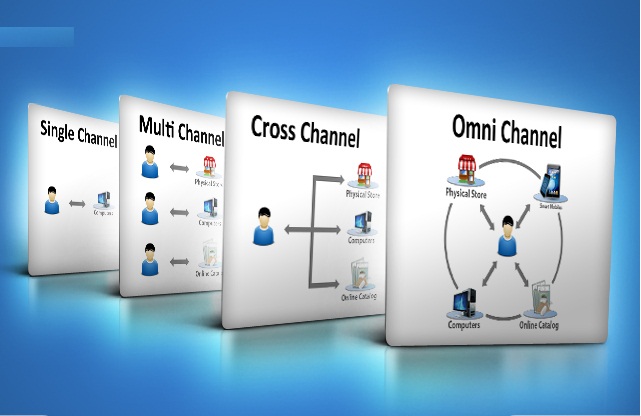 Single Channel
Computers
Multi Channel
Physical Store
Computers
Online Catalog
Cross Channel
Physical Store
Computers
Online Catalog
Omni Channel
Physical Store
Smart Mobiles
Computers
Online Catalog